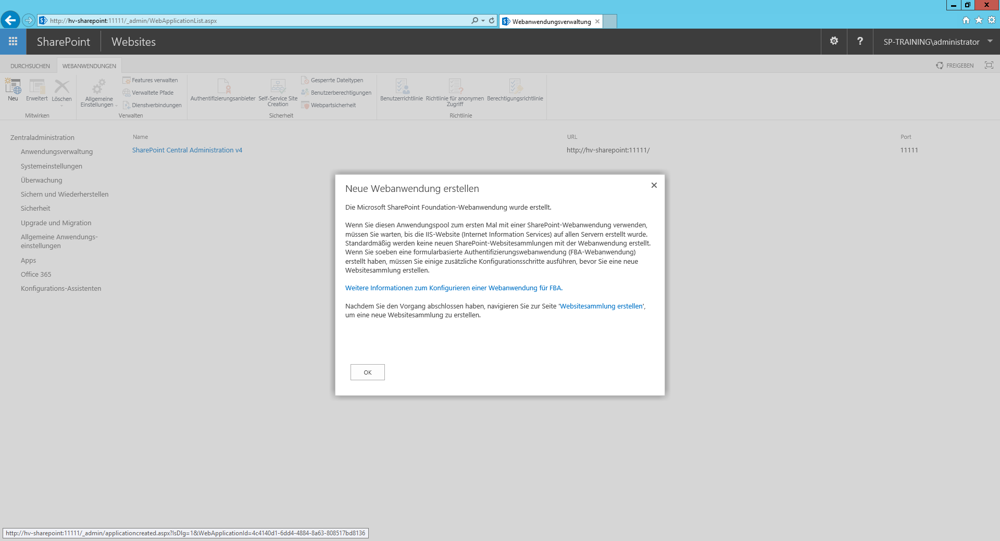 http://hv-sharepoint:11111/_admin/WebApplicationList.aspx
Webanwendungsverwaltung
SharePoint
Websites
SP-TRAINING\administrator
DURCHSUCHEN
WEBANWENDUNGEN
FREIGEBEN
Neu
Erweitert
Löschen
Mitwirken
Allgemeine
Einstellungen
Features verwalten
Verwaltete Pfade
Dienstverbindungen
Verwalten
Authentifizierungsanbieter
Self-Service Site
Creation
Gesperrte Dateitypen
Benutzerberechtigungen
Webpartsicherheit
Sicherheit
Benutzerrichtlinie
Richtlinie für anonymen
Zugriff
Berechtigungsrichtlinie
Richtlinie
Zentraladministration
Anwendungsverwaltung
Systemeinstellungen
Überwachung
Sichern und Wiederherstellen
Sicherheit
Upgrade und Migration
Allgemeine Anwendungs-
einstellungen
Apps
Office 365
Konfigurations-Assistenten
Name
URL
Port
SharePoint Central Administration v4
http://hv-sharepoint:11111/
11111
Neue Webanwendung erstellen
Die Microsoft SharePoint Foundation-Webanwendung wurde erstellt.
Wenn Sie diesen Anwendungspool zum ersten Mal mit einer SharePoint-Webanwendung verwenden,
müssen Sie warten, bis die IIS-Website (Internet Information Services) auf allen Servern erstellt wurde.
Standardmäßig werden keine neuen SharePoint-Websitesammlungen mit der Webanwendung erstellt.
Wenn Sie soeben eine formularbasierte Authentifizierungswebanwendung (FBA-Webanwendung)
erstellt haben, müssen Sie einige zusätzliche Konfigurationsschritte ausführen, bevor Sie eine neue
Websitesammlung erstellen.
Weitere Informationen zum Konfigurieren einer Webanwendung für FBA.
Nachdem Sie den Vorgang abschlossen haben, navigieren Sie zur Seite 'Websitesammlung erstellen',
um eine neue Websitesammlung zu erstellen.
OK
http://hv-sharepoint:11111/_admin/applicationcreated.aspx?IsDlg=1&WebApplicationId=4c4140d1-6dd4-4884-8a63-808517bd8136